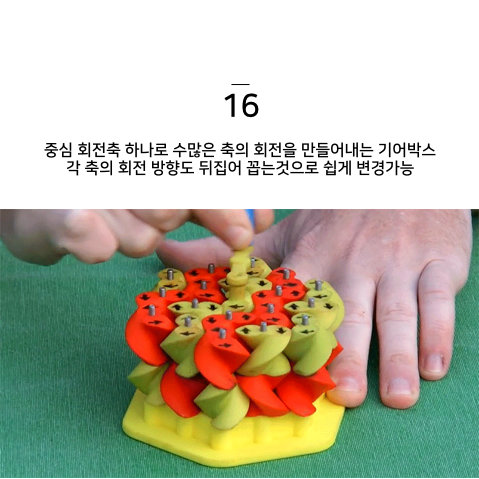 16
중심 회전축 하나로 수많은 축의 회전을 만들어내는 기어박스
각 축의 회전 방향도 뒤집어 꼽는것으로 쉽게 변경가능